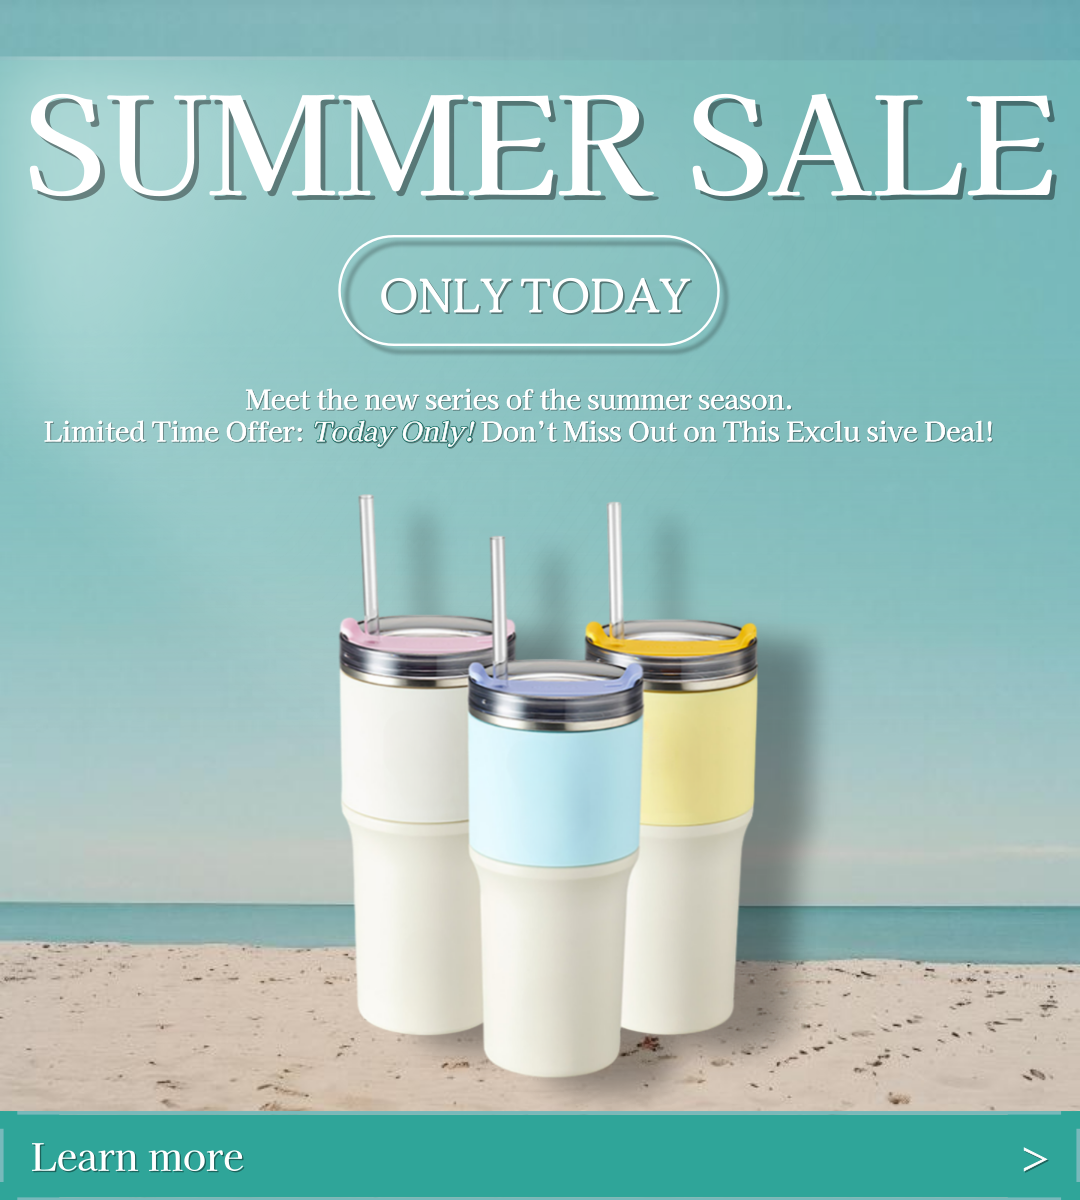 SUMMER SALE
ONLY TODAY
Meet the new series of the summer season.
Limited Time Offer: Today Only! Don’t Miss Out on This Exclu sive Deal!
Learn more >